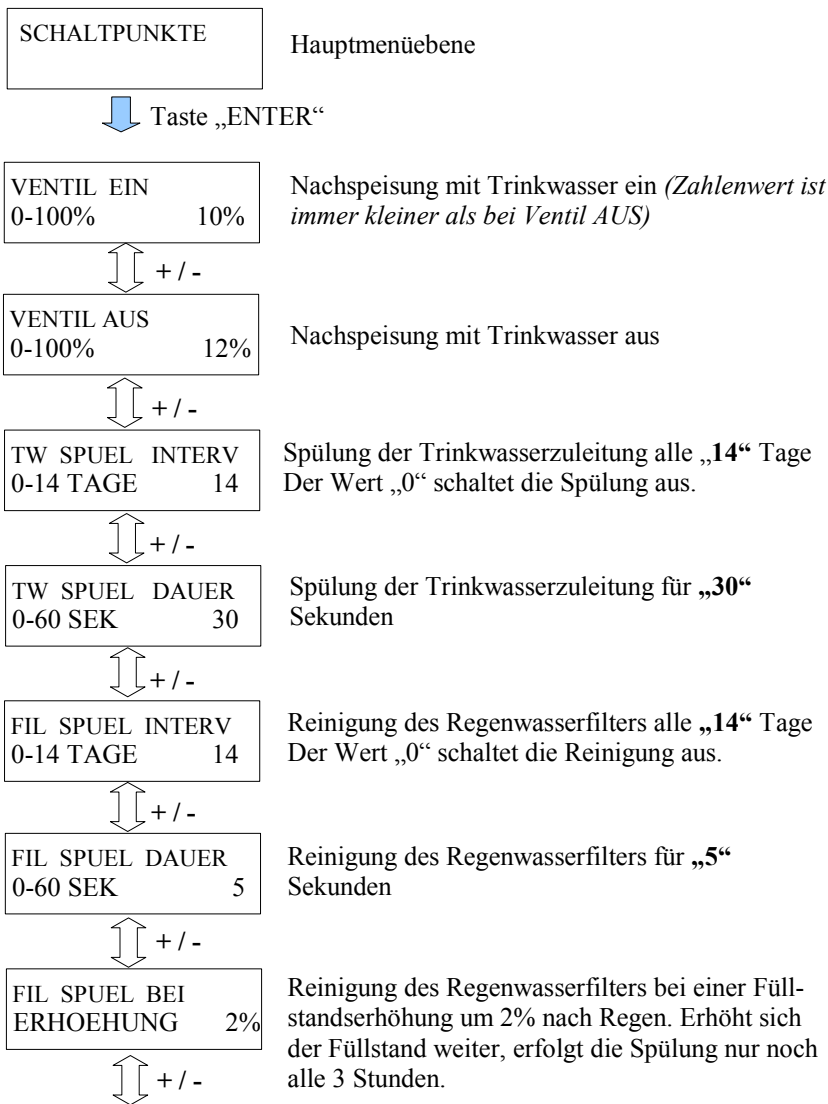 SCHALTPUNKTE
Hauptmenüebene
Taste „ENTER“
VENTIL EIN
0-100% 10%
Nachspeisung mit Trinkwasser ein (Zahlenwert ist
immer kleiner als bei Ventil AUS)
+ / -
VENTIL AUS
0-100% 12%
Nachspeisung mit Trinkwasser aus
+ / -
TW SPUEL INTERV
0-14 TAGE 14
Spülung der Trinkwasserzuleitung alle „14“ Tage
Der Wert „0“ schaltet die Spülung aus.
+ / -
TW SPUEL DAUER
0-60 SEK 30
Spülung der Trinkwasserzuleitung für „30“
Sekunden
+ / -
FIL SPUEL INTERV
0-14 TAGE 14
Reinigung des Regenwasserfilters alle „14“ Tage
Der Wert „0“ schaltet die Reinigung aus.
+ / -
FIL SPUEL DAUER
0-60 SEK 5
Reinigung des Regenwasserfilters für „5“
Sekunden
+ / -
FIL SPUEL BEI
ERHOEHUNG 2%
Reinigung des Regenwasserfilters bei einer Füll-
standserhöhung um 2% nach Regen. Erhöht sich
der Füllstand weiter, erfolgt die Spülung nur noch
alle 3 Stunden.
+ / -